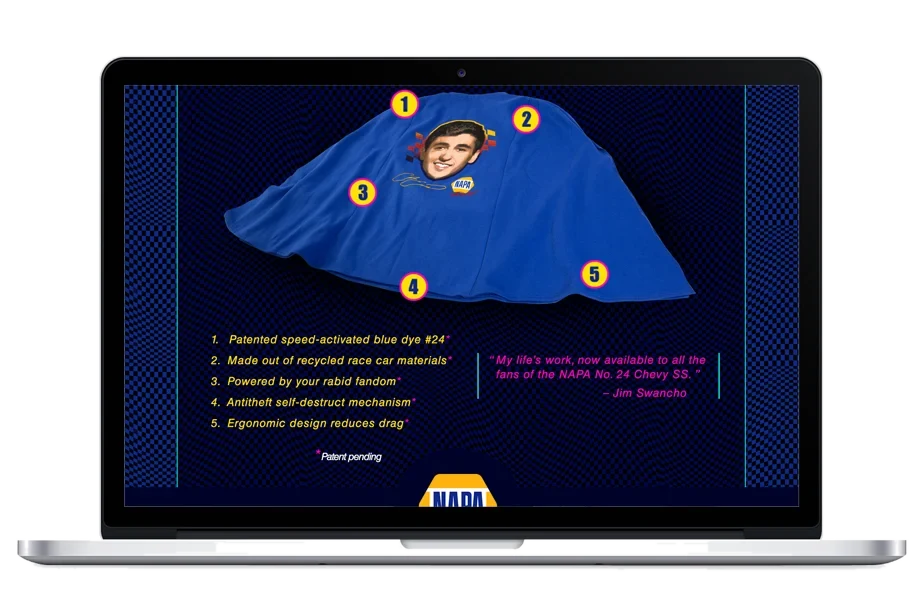 1
2
3
NAPA
4
5
1. Patented speed-activated blue dye #24*
2. Made out of recycled race car materials*
3. Powered by your rabid fandom*
4. Antitheft self-destruct mechanism*
5. Ergonomic design reduces drag*
"My life's work, now available to all the
fans of the NAPA No. 24 Chevy SS."
– Jim Swancho
*Patent pending
NAPA